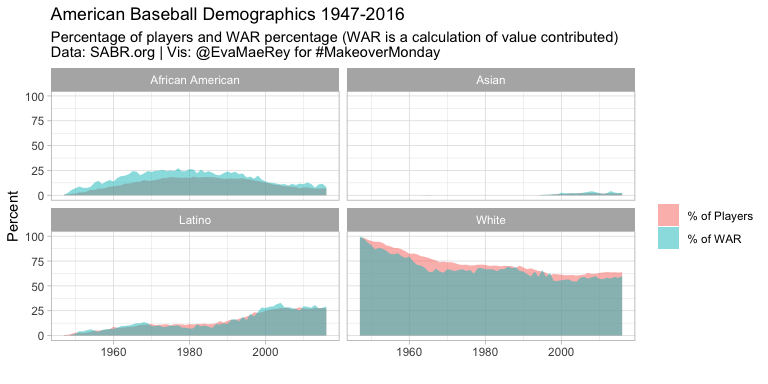 American Baseball Demographics 1947-2016
Percentage of players and WAR percentage (WAR is a calculation of value contributed)
Data: SABR.org | Vis: @EvaMaeRey for #MakeoverMonday
African American
Asian
100
75
50
25
0
Latino
White
100
75
50
25
0
1960
1980
2000
1960
1980
2000
Percent
% of Players
% of WAR